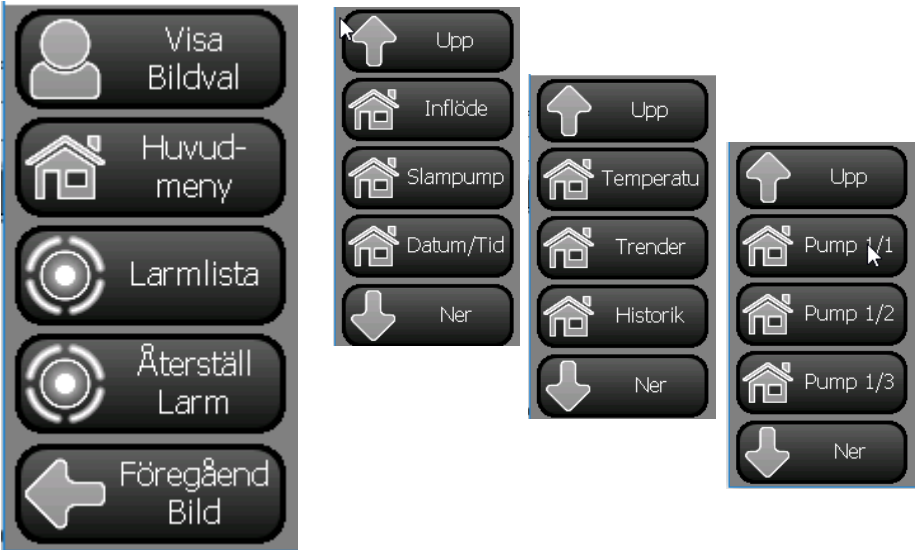 Visa
Bildval
Huvud-
meny
Larmlista
Återställ
Larm
Föregåend
Bild
Upp
Inflöde
Slampump
Datum/Tid
Ner
Upp
Temperatu
Trender
Historik
Ner
Upp
Pump 1/1
Pump 1/2
Pump 1/3
Ner